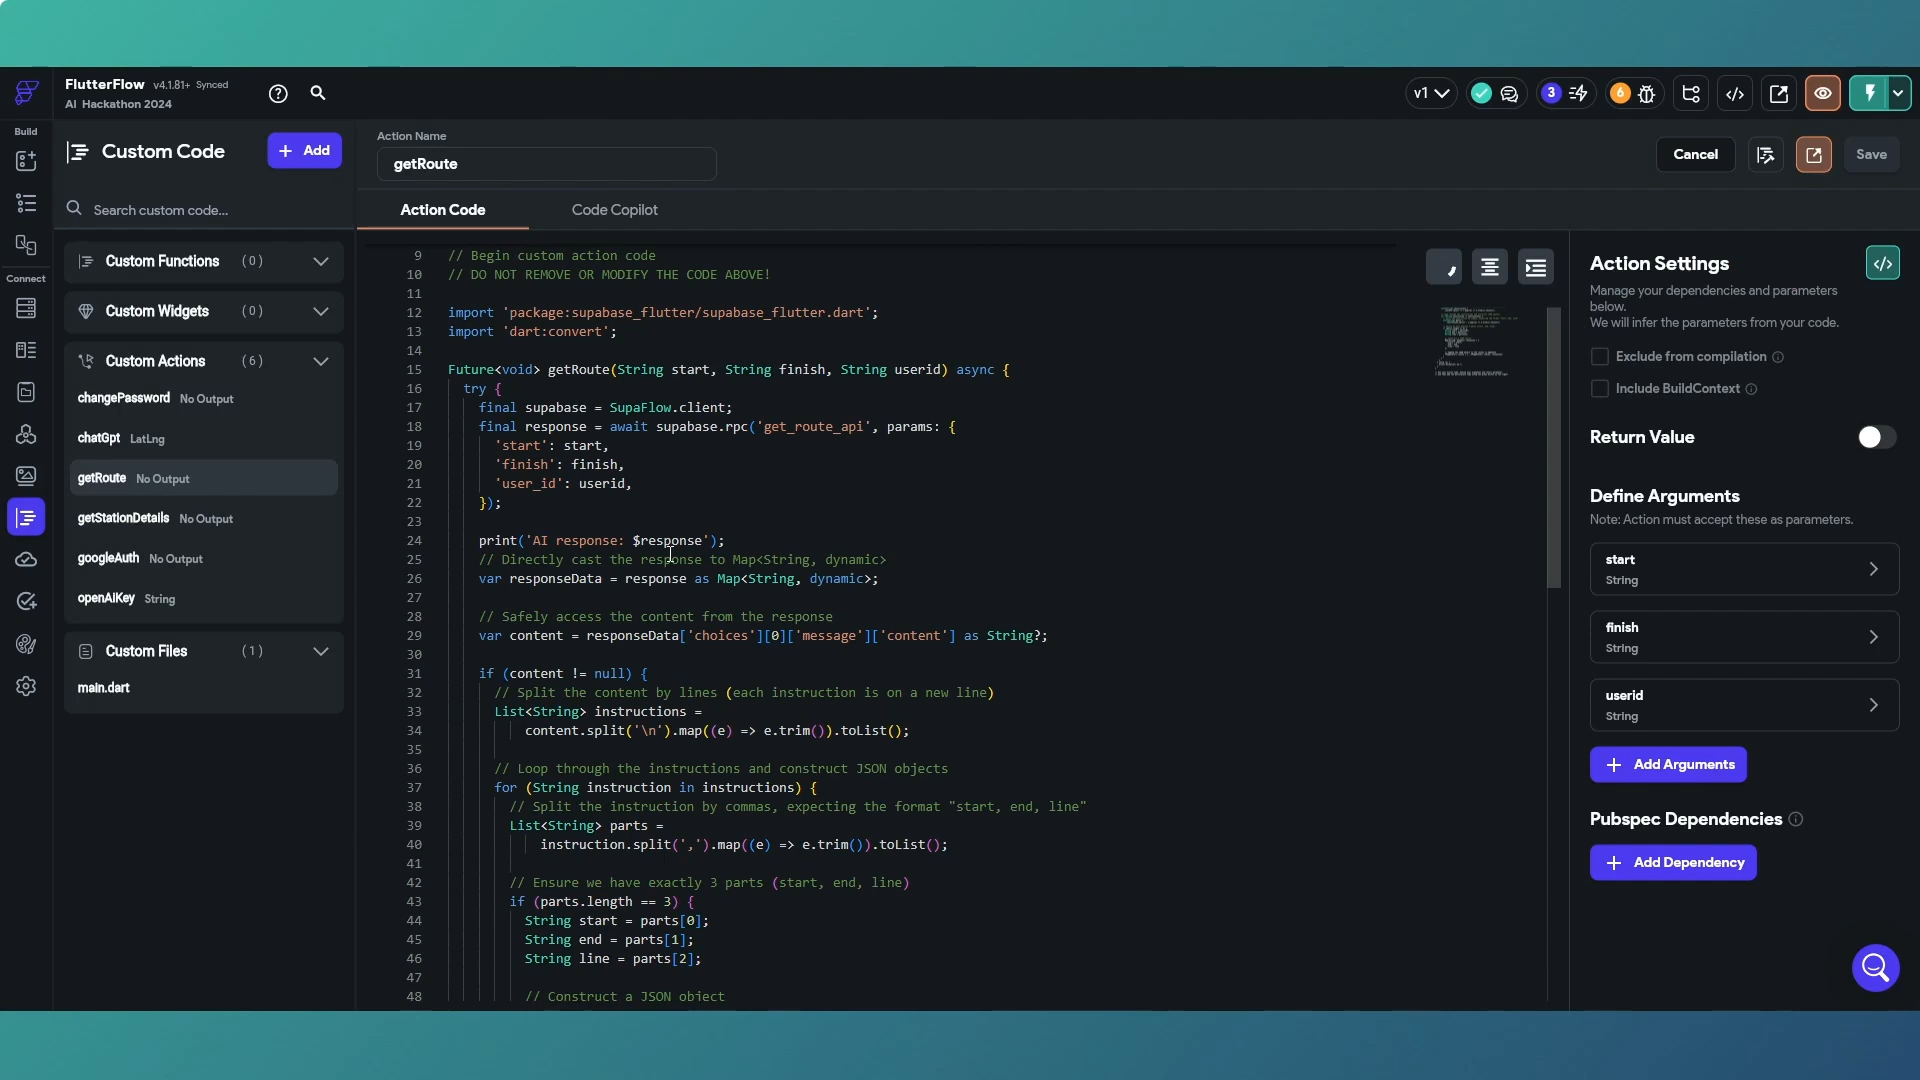 FlutterFlow v4.1.81+ Synced
AI Hackathon 2024
v1
3
6
Build
Connect
Custom Code
+ Add
Search custom code...
Custom Functions (0)
Custom Widgets (0)
Custom Actions (6)
changePassword No Output
chatGpt LatLng
getRoute No Output
getStationDetails No Output
googleAuth No Output
openAiKey String
Custom Files (1)
main.dart
Action Name
getRoute
Cancel
Save
Action Code
Code Copilot
9 // Begin custom action code
10 // DO NOT REMOVE OR MODIFY THE CODE ABOVE!
11
12 import 'package:supabase_flutter/supabase_flutter.dart';
13 import 'dart:convert';
14
15 Future<void> getRoute(String start, String finish, String userid) async {
16 try {
17 final supabase = SupaFlow.client;
18 final response = await supabase.rpc('get_route_api', params: {
19 'start': start,
20 'finish': finish,
21 'user_id': userid,
22 });
23
24 print('AI response: $response');
25 // Directly cast the response to Map<String, dynamic>
26 var responseData = response as Map<String, dynamic>;
27
28 // Safely access the content from the response
29 var content = responseData['choices'][0]['message']['content'] as String?;
30
31 if (content != null) {
32 // Split the content by lines (each instruction is on a new line)
33 List<String> instructions =
34 content.split('\n').map((e) => e.trim()).toList();
35
36 // Loop through the instructions and construct JSON objects
37 for (String instruction in instructions) {
38 // Split the instruction by commas, expecting the format "start, end, line"
39 List<String> parts =
40 instruction.split(',').map((e) => e.trim()).toList();
41
42 // Ensure we have exactly 3 parts (start, end, line)
43 if (parts.length == 3) {
44 String start = parts[0];
45 String end = parts[1];
46 String line = parts[2];
47
48 // Construct a JSON object
Action Settings
Manage your dependencies and parameters
below.
We will infer the parameters from your code.
Exclude from compilation
Include BuildContext
Return Value
Define Arguments
Note: Action must accept these as parameters.
start
String
finish
String
userid
String
+ Add Arguments
Pubspec Dependencies
+ Add Dependency